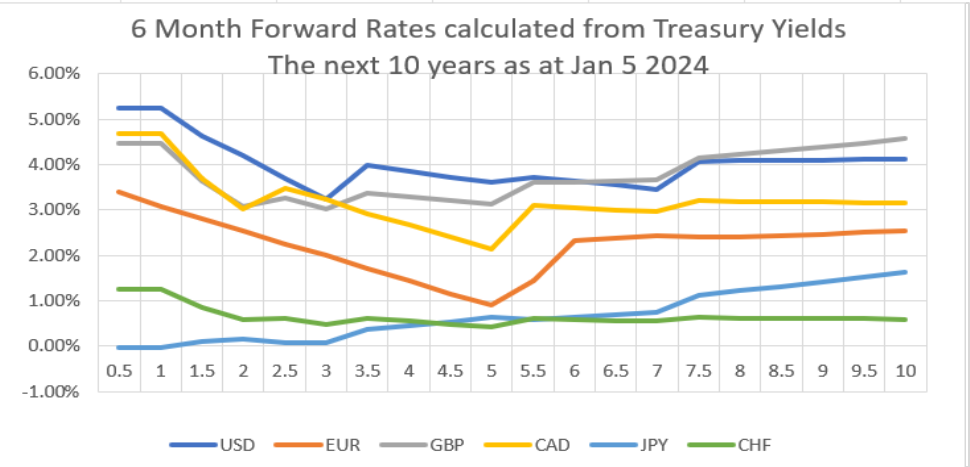 6 Month Forward Rates calculated from Treasury Yields
The next 10 years as at Jan 5 2024
6.00%
5.00%
4.00%
3.00%
2.00%
1.00%
0.00%
-1.00%
0.5 1 1.5 2 2.5 3 3.5 4 4.5 5 5.5 6 6.5 7 7.5 8 8.5 9 9.5 10
USD EUR GBP CAD JPY CHF